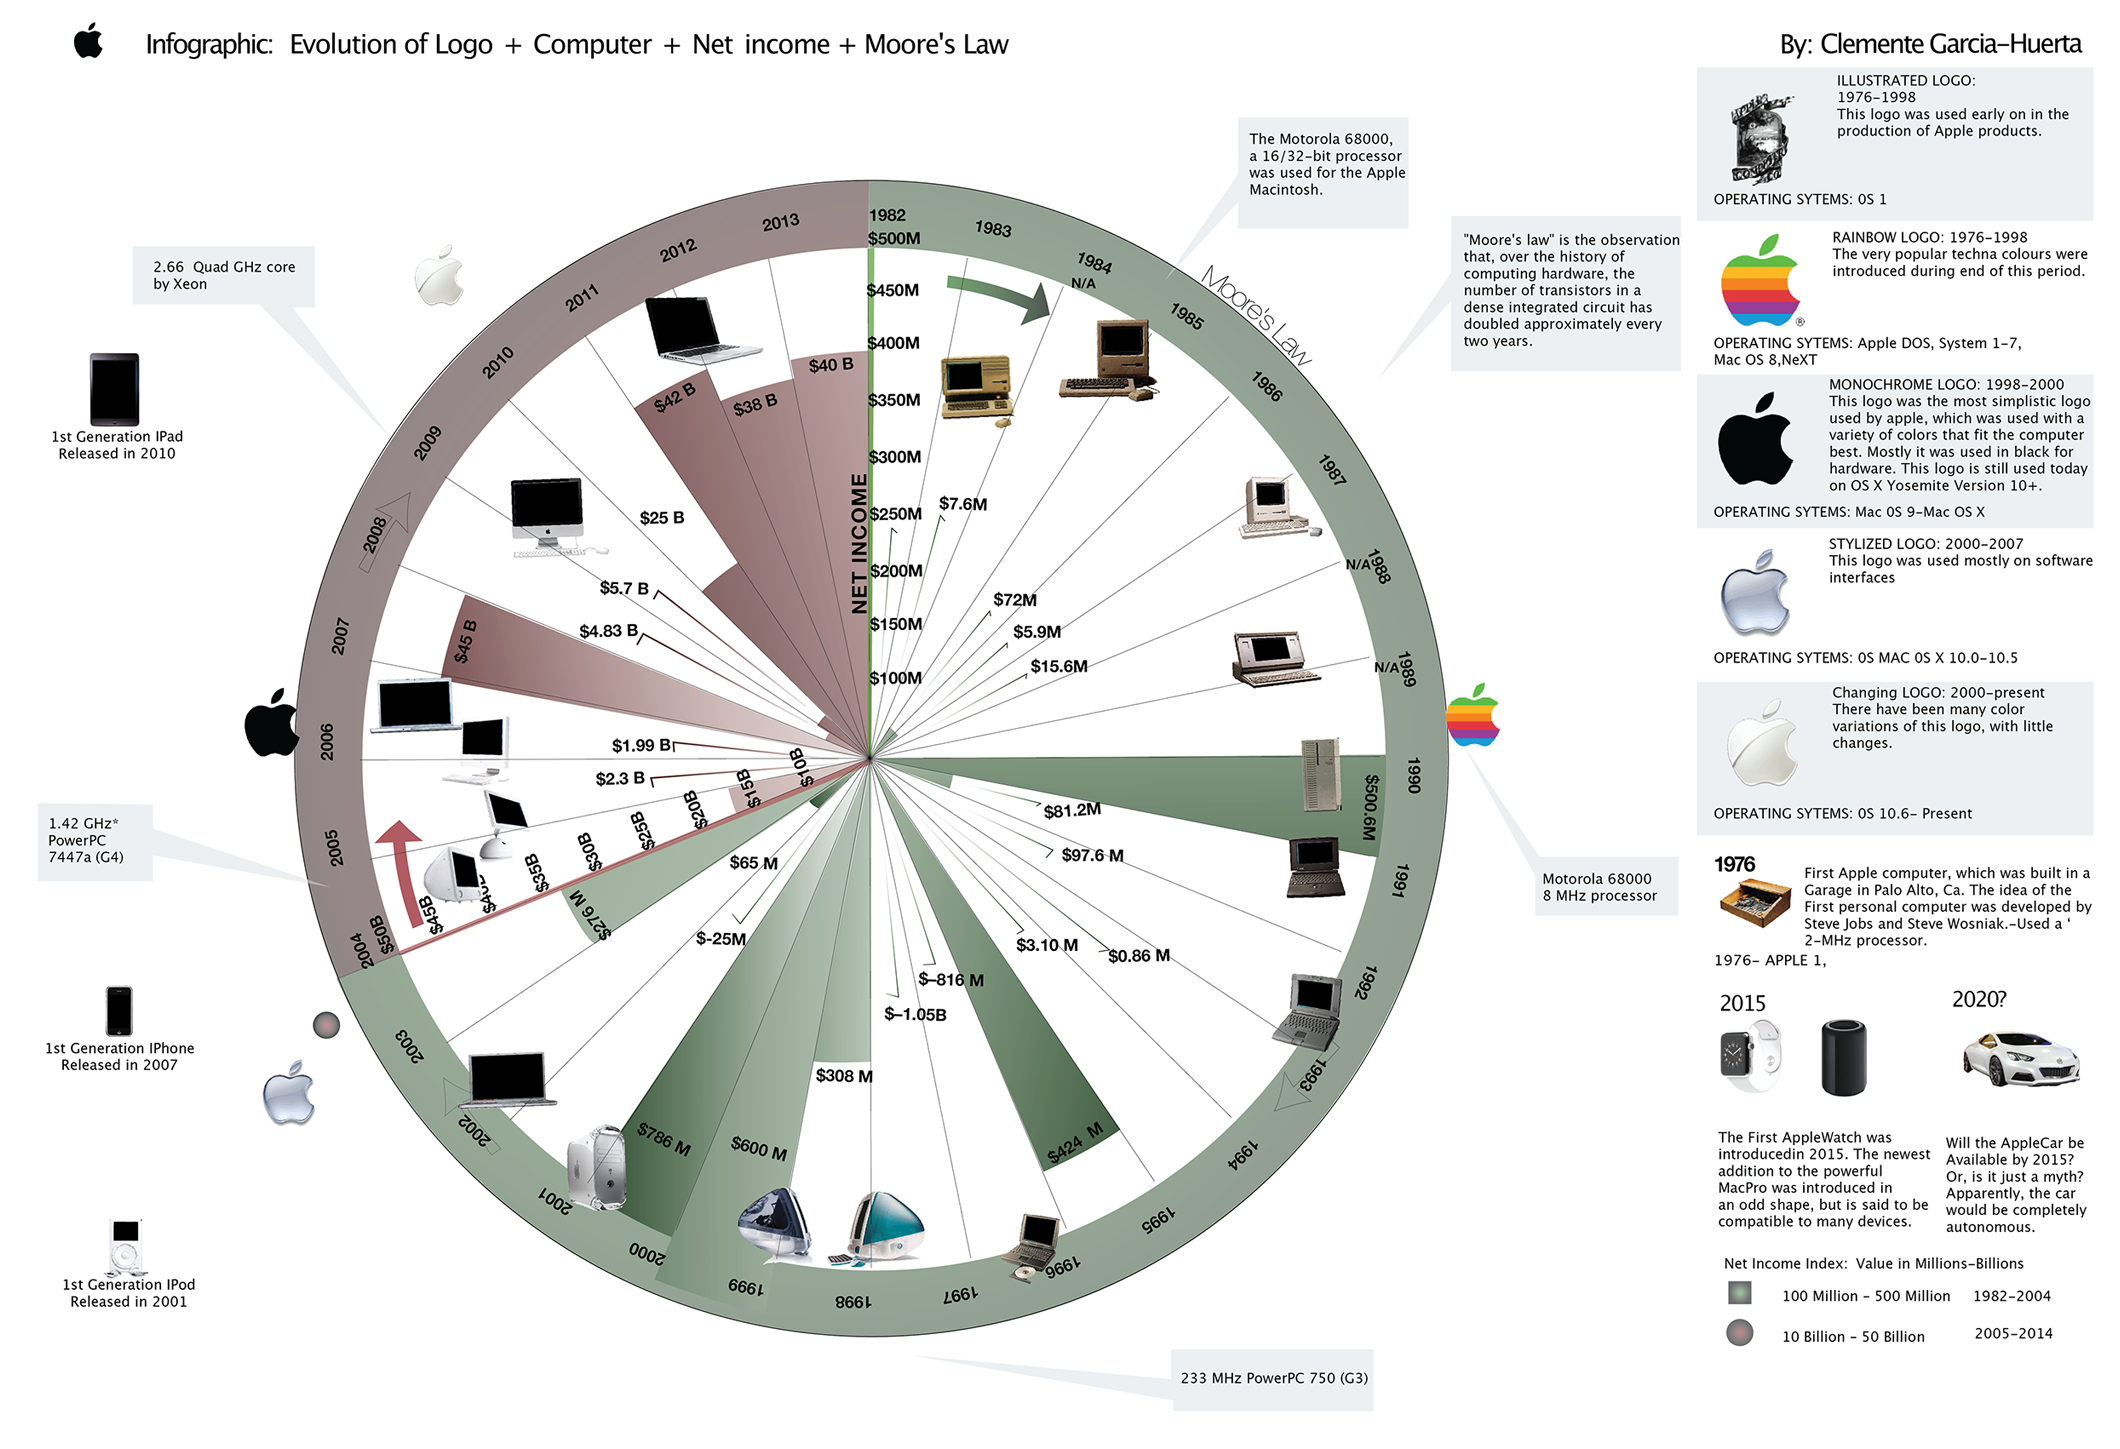 Infographic: Evolution of Logo + Computer + Net income + Moore's Law
By: Clemente Garcia-Huerta
ILLUSTRATED LOGO:
1976-1998
This logo was used early on in the
production of Apple products.
OPERATING SYTEMS: 0S 1
RAINBOW LOGO: 1976-1998
The very popular techna colours were
introduced during end of this period.
®
OPERATING SYTEMS: Apple DOS, System 1-7,
Mac OS 8,NeXT
MONOCHROME LOGO: 1998-2000
This logo was the most simplistic logo
used by apple, which was used with a
variety of colors that fit the computer
best. Mostly it was used in black for
hardware. This logo is still used today
on OS X Yosemite Version 10+.
OPERATING SYTEMS: Mac 0S 9-Mac OS X
STYLIZED LOGO: 2000-2007
This logo was used mostly on software
interfaces
OPERATING SYTEMS: 0S MAC 0S X 10.0-10.5
Changing LOGO: 2000-present
There have been many color
variations of this logo, with little
changes.
OPERATING SYTEMS: 0S 10.6- Present
1976
First Apple computer, which was built in a
Garage in Palo Alto, Ca. The idea of the
First personal computer was developed by
Steve Jobs and Steve Wosniak.-Used a '
2-MHz processor.
1976- APPLE 1,
2015
2020?
The First AppleWatch was
introducedin 2015. The newest
addition to the powerful
MacPro was introduced in
an odd shape, but is said to be
compatible to many devices.
Will the AppleCar be
Available by 2015?
Or, is it just a myth?
Apparently, the car
would be completely
autonomous.
Net Income Index: Value in Millions-Billions
100 Million - 500 Million 1982-2004
10 Billion - 50 Billion 2005-2014
The Motorola 68000,
a 16/32-bit processor
was used for the Apple
Macintosh.
"Moore's law" is the observation
that, over the history of
computing hardware, the
number of transistors in a
dense integrated circuit has
doubled approximately every
two years.
Moore's Law
2.66 Quad GHz core
by Xeon
1st Generation IPad
Released in 2010
1.42 GHz*
PowerPC
7447a (G4)
1st Generation IPhone
Released in 2007
1st Generation IPod
Released in 2001
Motorola 68000
8 MHz processor
233 MHz PowerPC 750 (G3)
1982
1983
1984
1985
1986
1987
1988
1989
1990
1991
1992
1993
1994
1995
1996
1997
1998
1999
2000
2001
2002
2003
2004
2005
2006
2007
2008
2009
2010
2011
2012
2013
NET INCOME
$500M
$450M
$400M
$350M
$300M
$250M
$200M
$150M
$100M
$7.6M
N/A
$72M
$5.9M
$15.6M
N/A
N/A
$500.6M
$81.2M
$97.6 M
$0.86 M
$3.10 M
$424 M
$-816 M
$-1.05B
$308 M
$600 M
$786 M
$-25M
$65 M
$276 M
$50B
$45B
$35B
$30B
$25B
$20B
$15B
$10B
$2.3 B
$1.99 B
$45 B
$4.83 B
$5.7 B
$25 B
$42 B
$38 B
$40 B